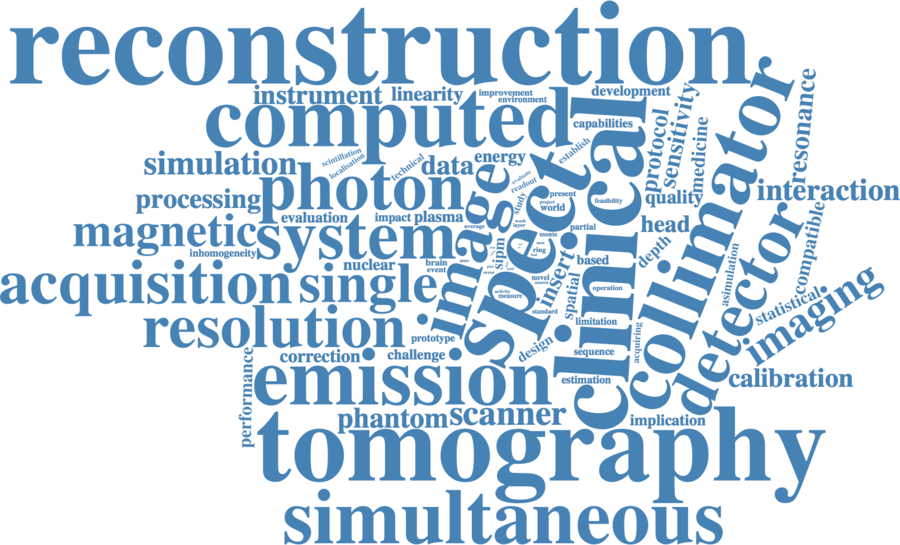 reconstruction
instrument
linearity
improvement
environment
development
computed
capabilities
clinical
collimator
resonance
protocol
sensitivity
medicine
simulation
scintillation
localisation
technical
data
energy
establish
photon
image
spect
evaluate
readout
study
present
project
world
feasibility
quality
interaction
processing
evaluation
impact
plasma
average
work
layer
partial
head
magnetic
system
inhomogeneity
nuclear
brain
event
sipm
monte
ring
insert
based
depth
detector
compatible
acquisition
single
novel
activity
measure
standard
spatial
operation
asimulation
statistical
imaging
resolution
prototype
design
limitation
sequence
acquiring
correction
challenge
performance
emission
estimation
calibration
phantom
scanner
implication
tomography
simultaneous